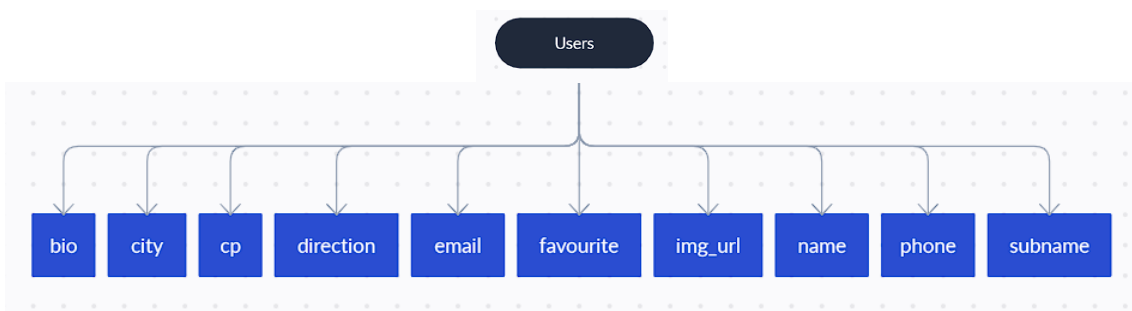 Users
bio
city
cp
direction
email
favourite
img_url
name
phone
subname